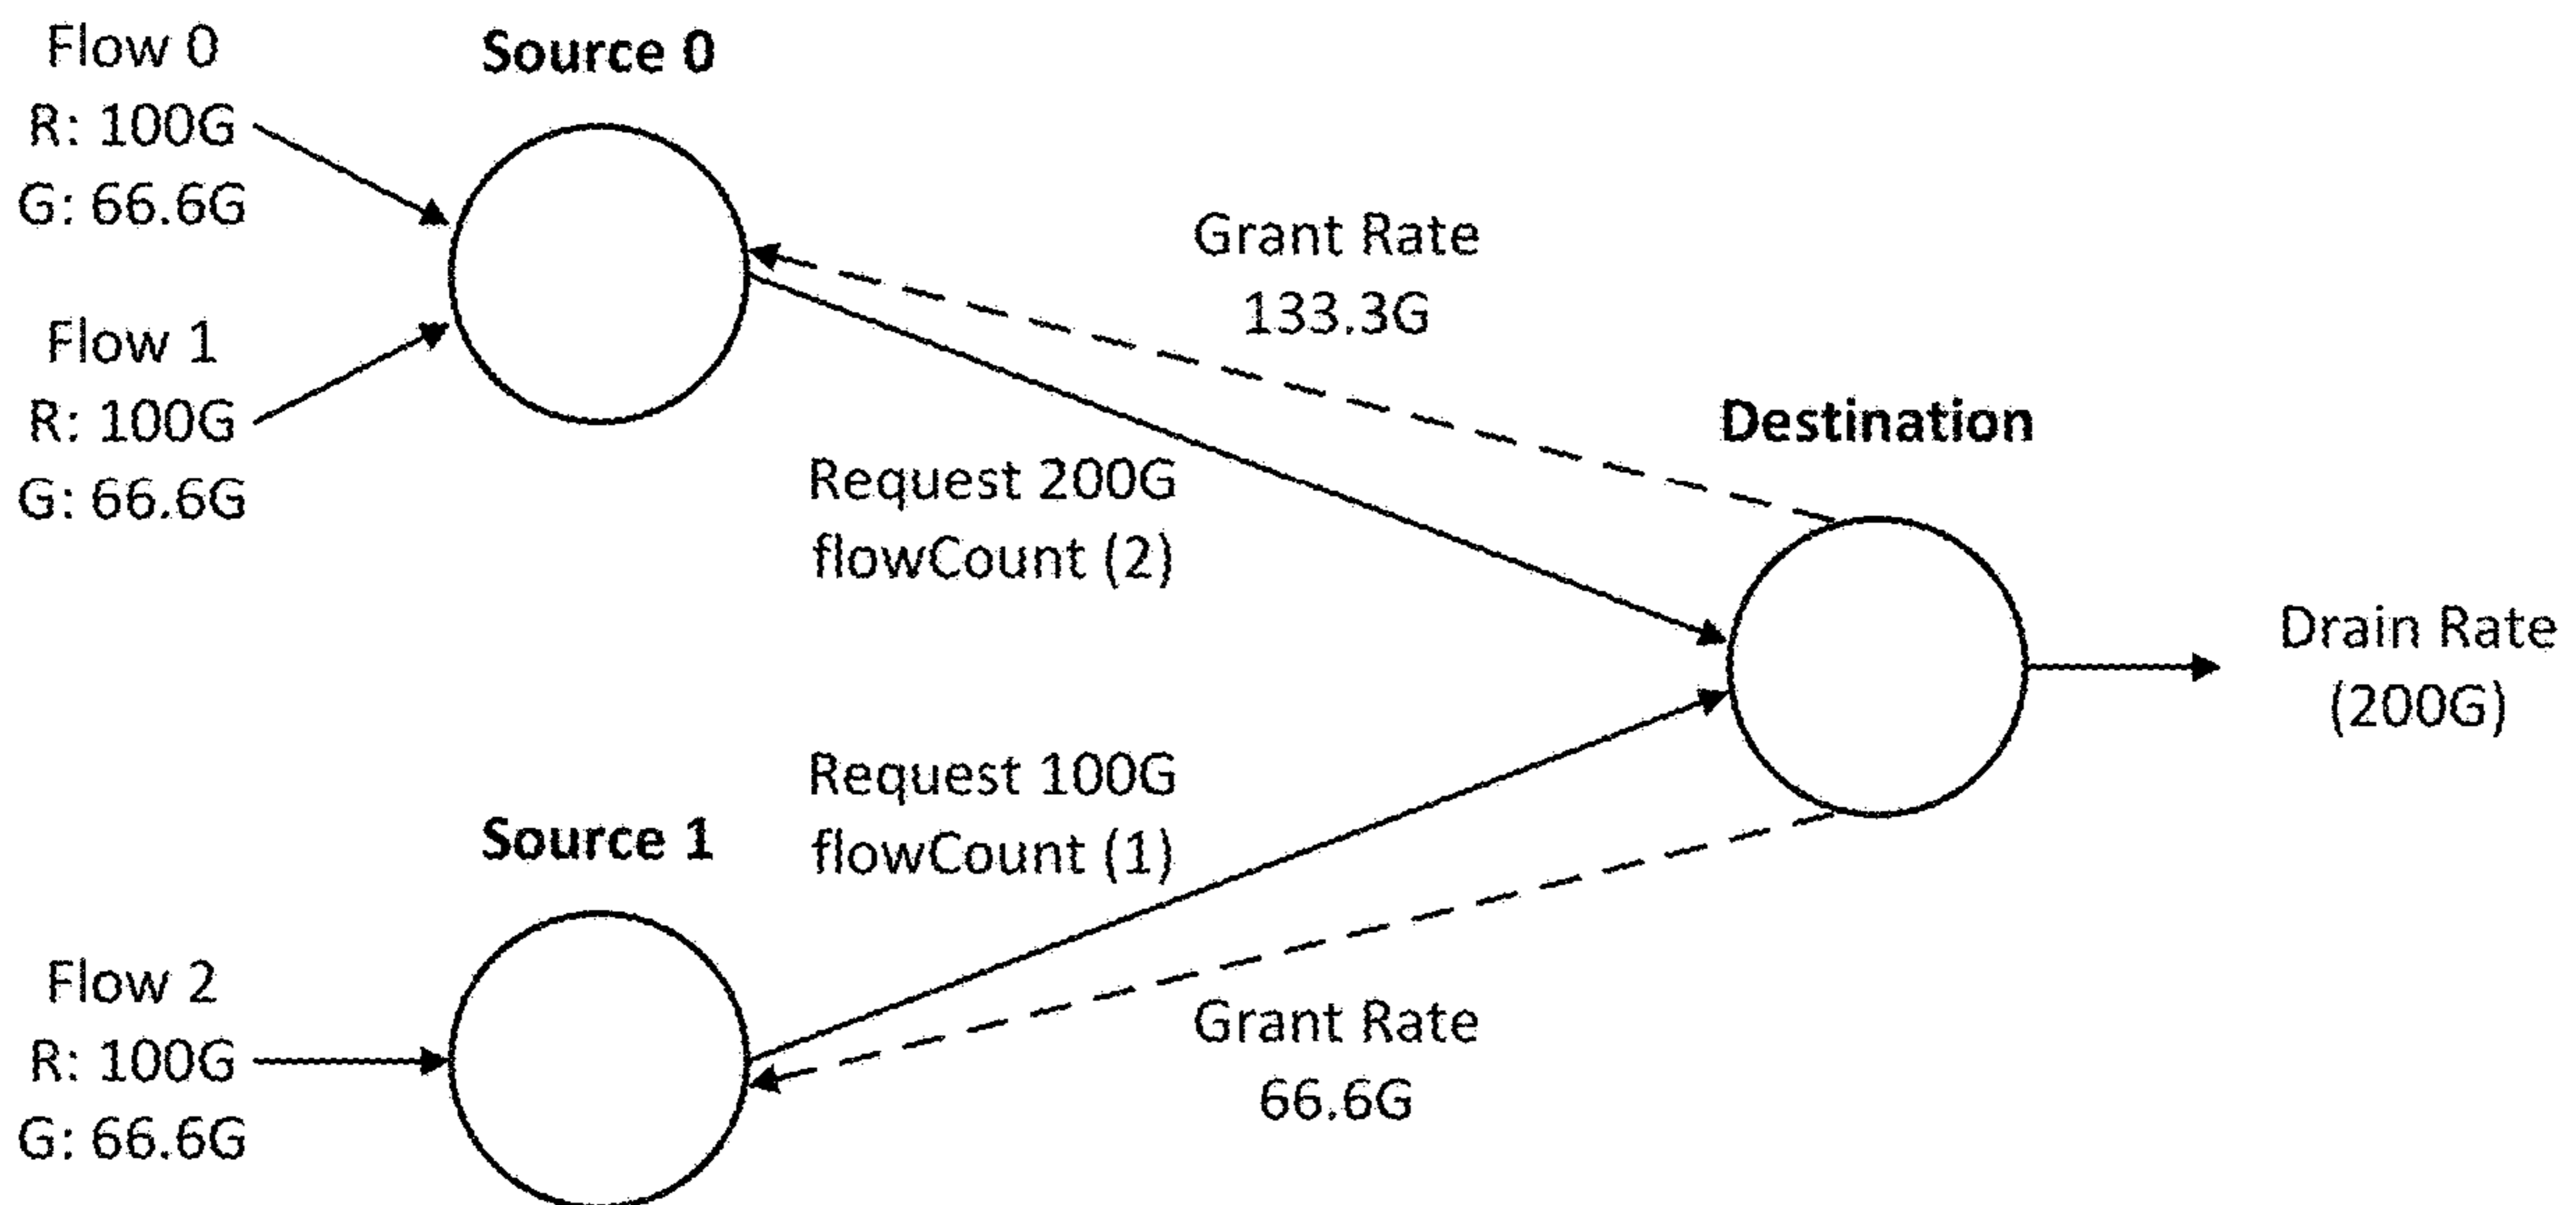 Flow 0
R: 100G
G: 66.6G
Source 0
Flow 1
R: 100G
G: 66.6G
Grant Rate
133.3G
Request 200G
flowCount (2)
Destination
Drain Rate
(200G)
Request 100G
flowCount (1)
Source 1
Flow 2
R: 100G
G: 66.6G
Grant Rate
66.6G